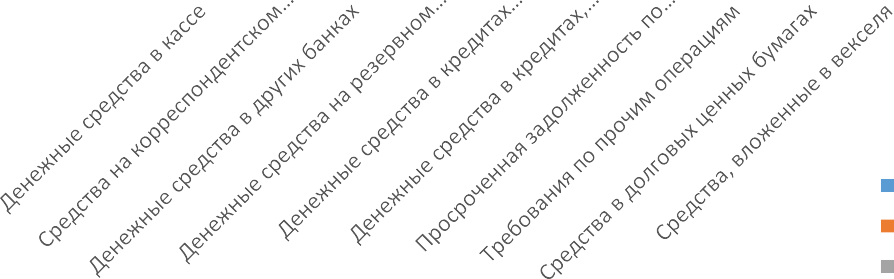 Денежные средства в кассе
Средства на корреспондентском...
Денежные средства в других банках
Денежные средства на резервном...
Денежные средства в кредитах...
Денежные средства в кредитах,...
Просроченная задолженность по...
Требования по прочим операциям
Средства в долговых ценных бумагах
Средства, вложенные в векселя